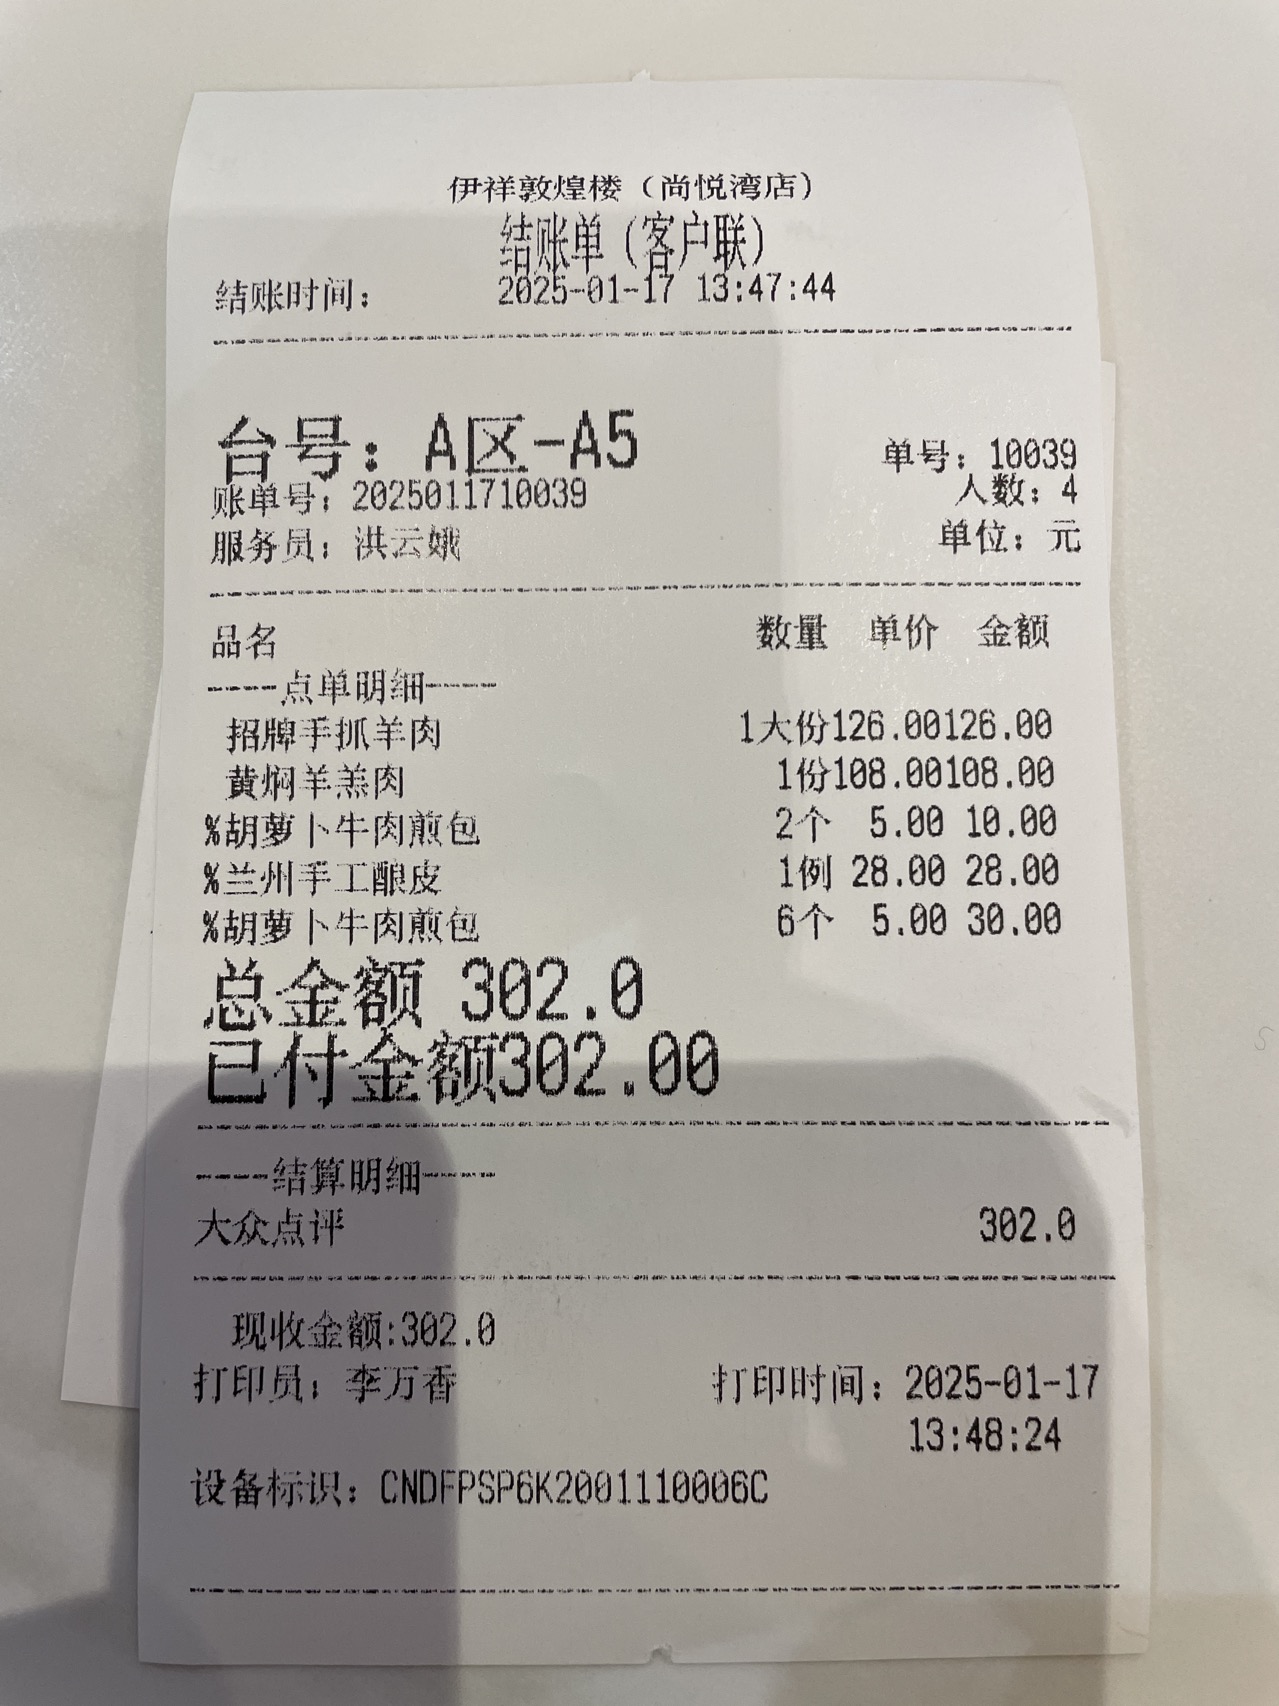 伊祥敦煌楼（尚悦湾店）
结账单（客户联）
结账时间： 2025-01-17 13:47:44
台号：A区-A5
单号：10039
账单号：2025011710039 人数：4
服务员：洪云娥 单位：元
品名 数量 单价 金额
----点单明细----
招牌手抓羊肉 1大份126.00126.00
黄焖羊羔肉 1份108.00108.00
%胡萝卜牛肉煎包 2个 5.00 10.00
%兰州手工酿皮 1例 28.00 28.00
%胡萝卜牛肉煎包 6个 5.00 30.00
总金额 302.0
已付金额302.00
----结算明细----
大众点评 302.0
现收金额:302.0
打印员：李万香 打印时间：2025-01-17
13:48:24
设备标识：CNDFPSP6K2001110006C